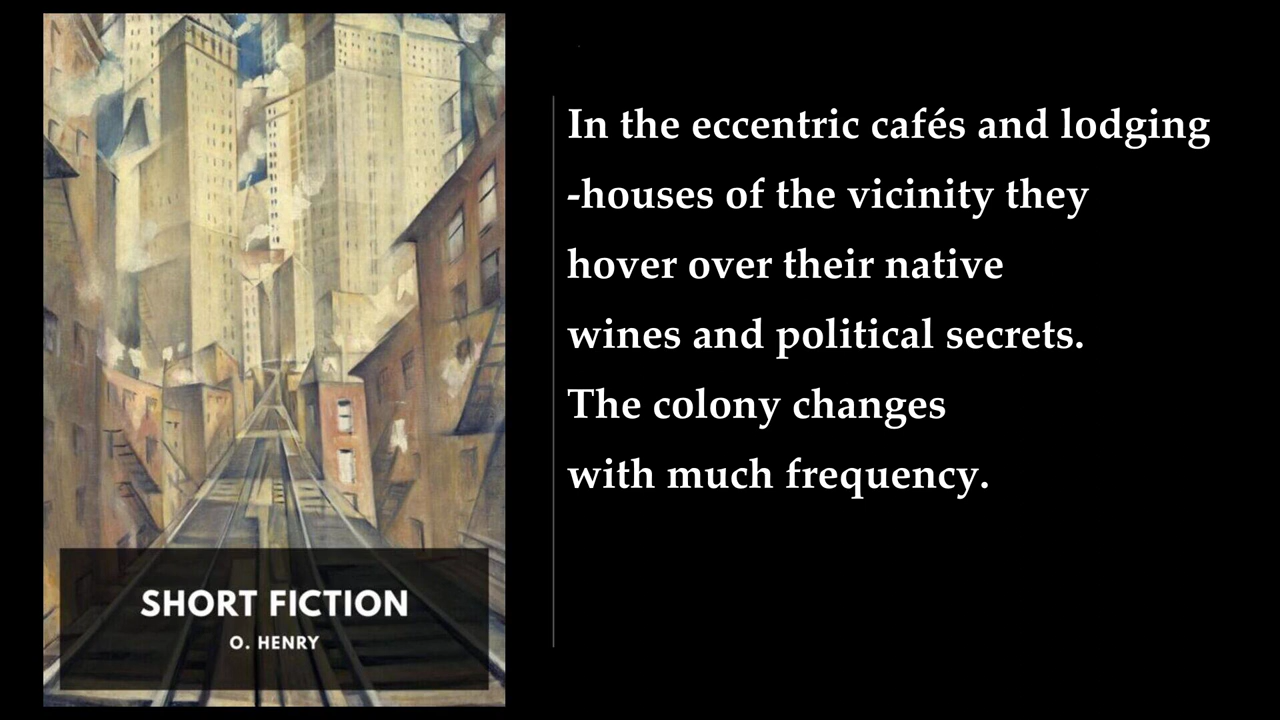 SHORT FICTION
O. HENRY
In the eccentric cafés and lodging
-houses of the vicinity they
hover over their native
wines and political secrets.
The colony changes
with much frequency.